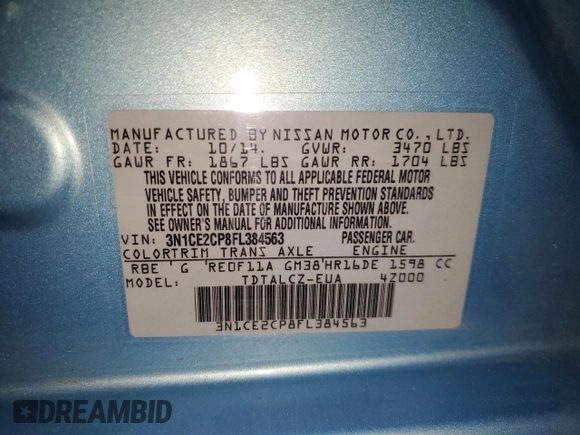 MANUFACTURED BY NISSAN MOTOR CO., LTD.
DATE: 10/14. GVWR: 3470 LBS
GAWR FR: 1867 LBS GAWR RR: 1704 LBS
THIS VEHICLE CONFORMS TO ALL APPLICABLE FEDERAL MOTOR
VEHICLE SAFETY, BUMPER AND THEFT PREVENTION STANDARDS
IN EFFECT ON THE DATE OF MANUFACTURE SHOWN ABOVE.
SEE OWNER'S MANUAL FOR ADDITIONAL INFORMATION.
VIN: 3N1CE2CP8FL384563 PASSENGER CAR.
COLOR TRIM TRANS AXLE ENGINE
RBE ' G 'RE0F11A GM38'HR16DE 1598 CC
TDTALCZ-EUA 4Z000
3N1CE2CP8FL384563
DREAMBID